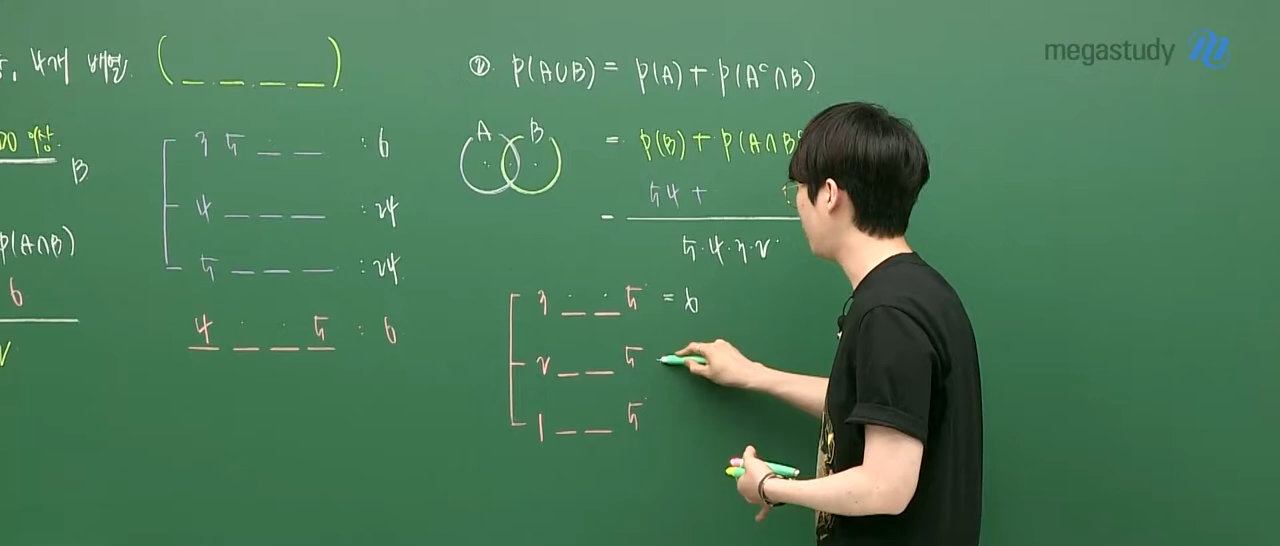 megastudy
, 4개 배열 ( _ _ _ _ )
00 이상
B
P(A∩B)
6
3 5 _ _ : 6
4 _ _ _ : 24
5 _ _ _ : 24
4 _ _ 5 : 6
② P(A∪B) = P(A) + P(Aᶜ∩B)
A B
= P(B) + P(A∩B
= 54 +
5·4·3·2
3 _ _ 5 = 6
2 _ _ 5
1 _ _ 5